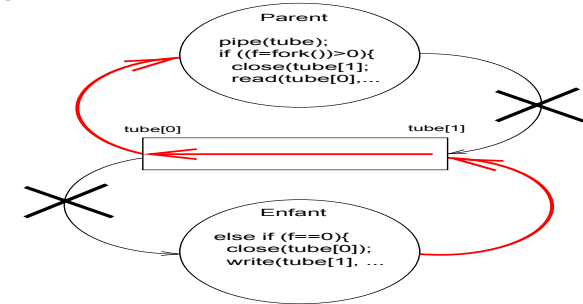 Parent
pipe(tube);
if ((f=fork())>0){
close(tube[1];
read(tube[0],...
tube[0]
tube[1]
Enfant
else if (f==0){
close(tube[0]);
write(tube[1], ...